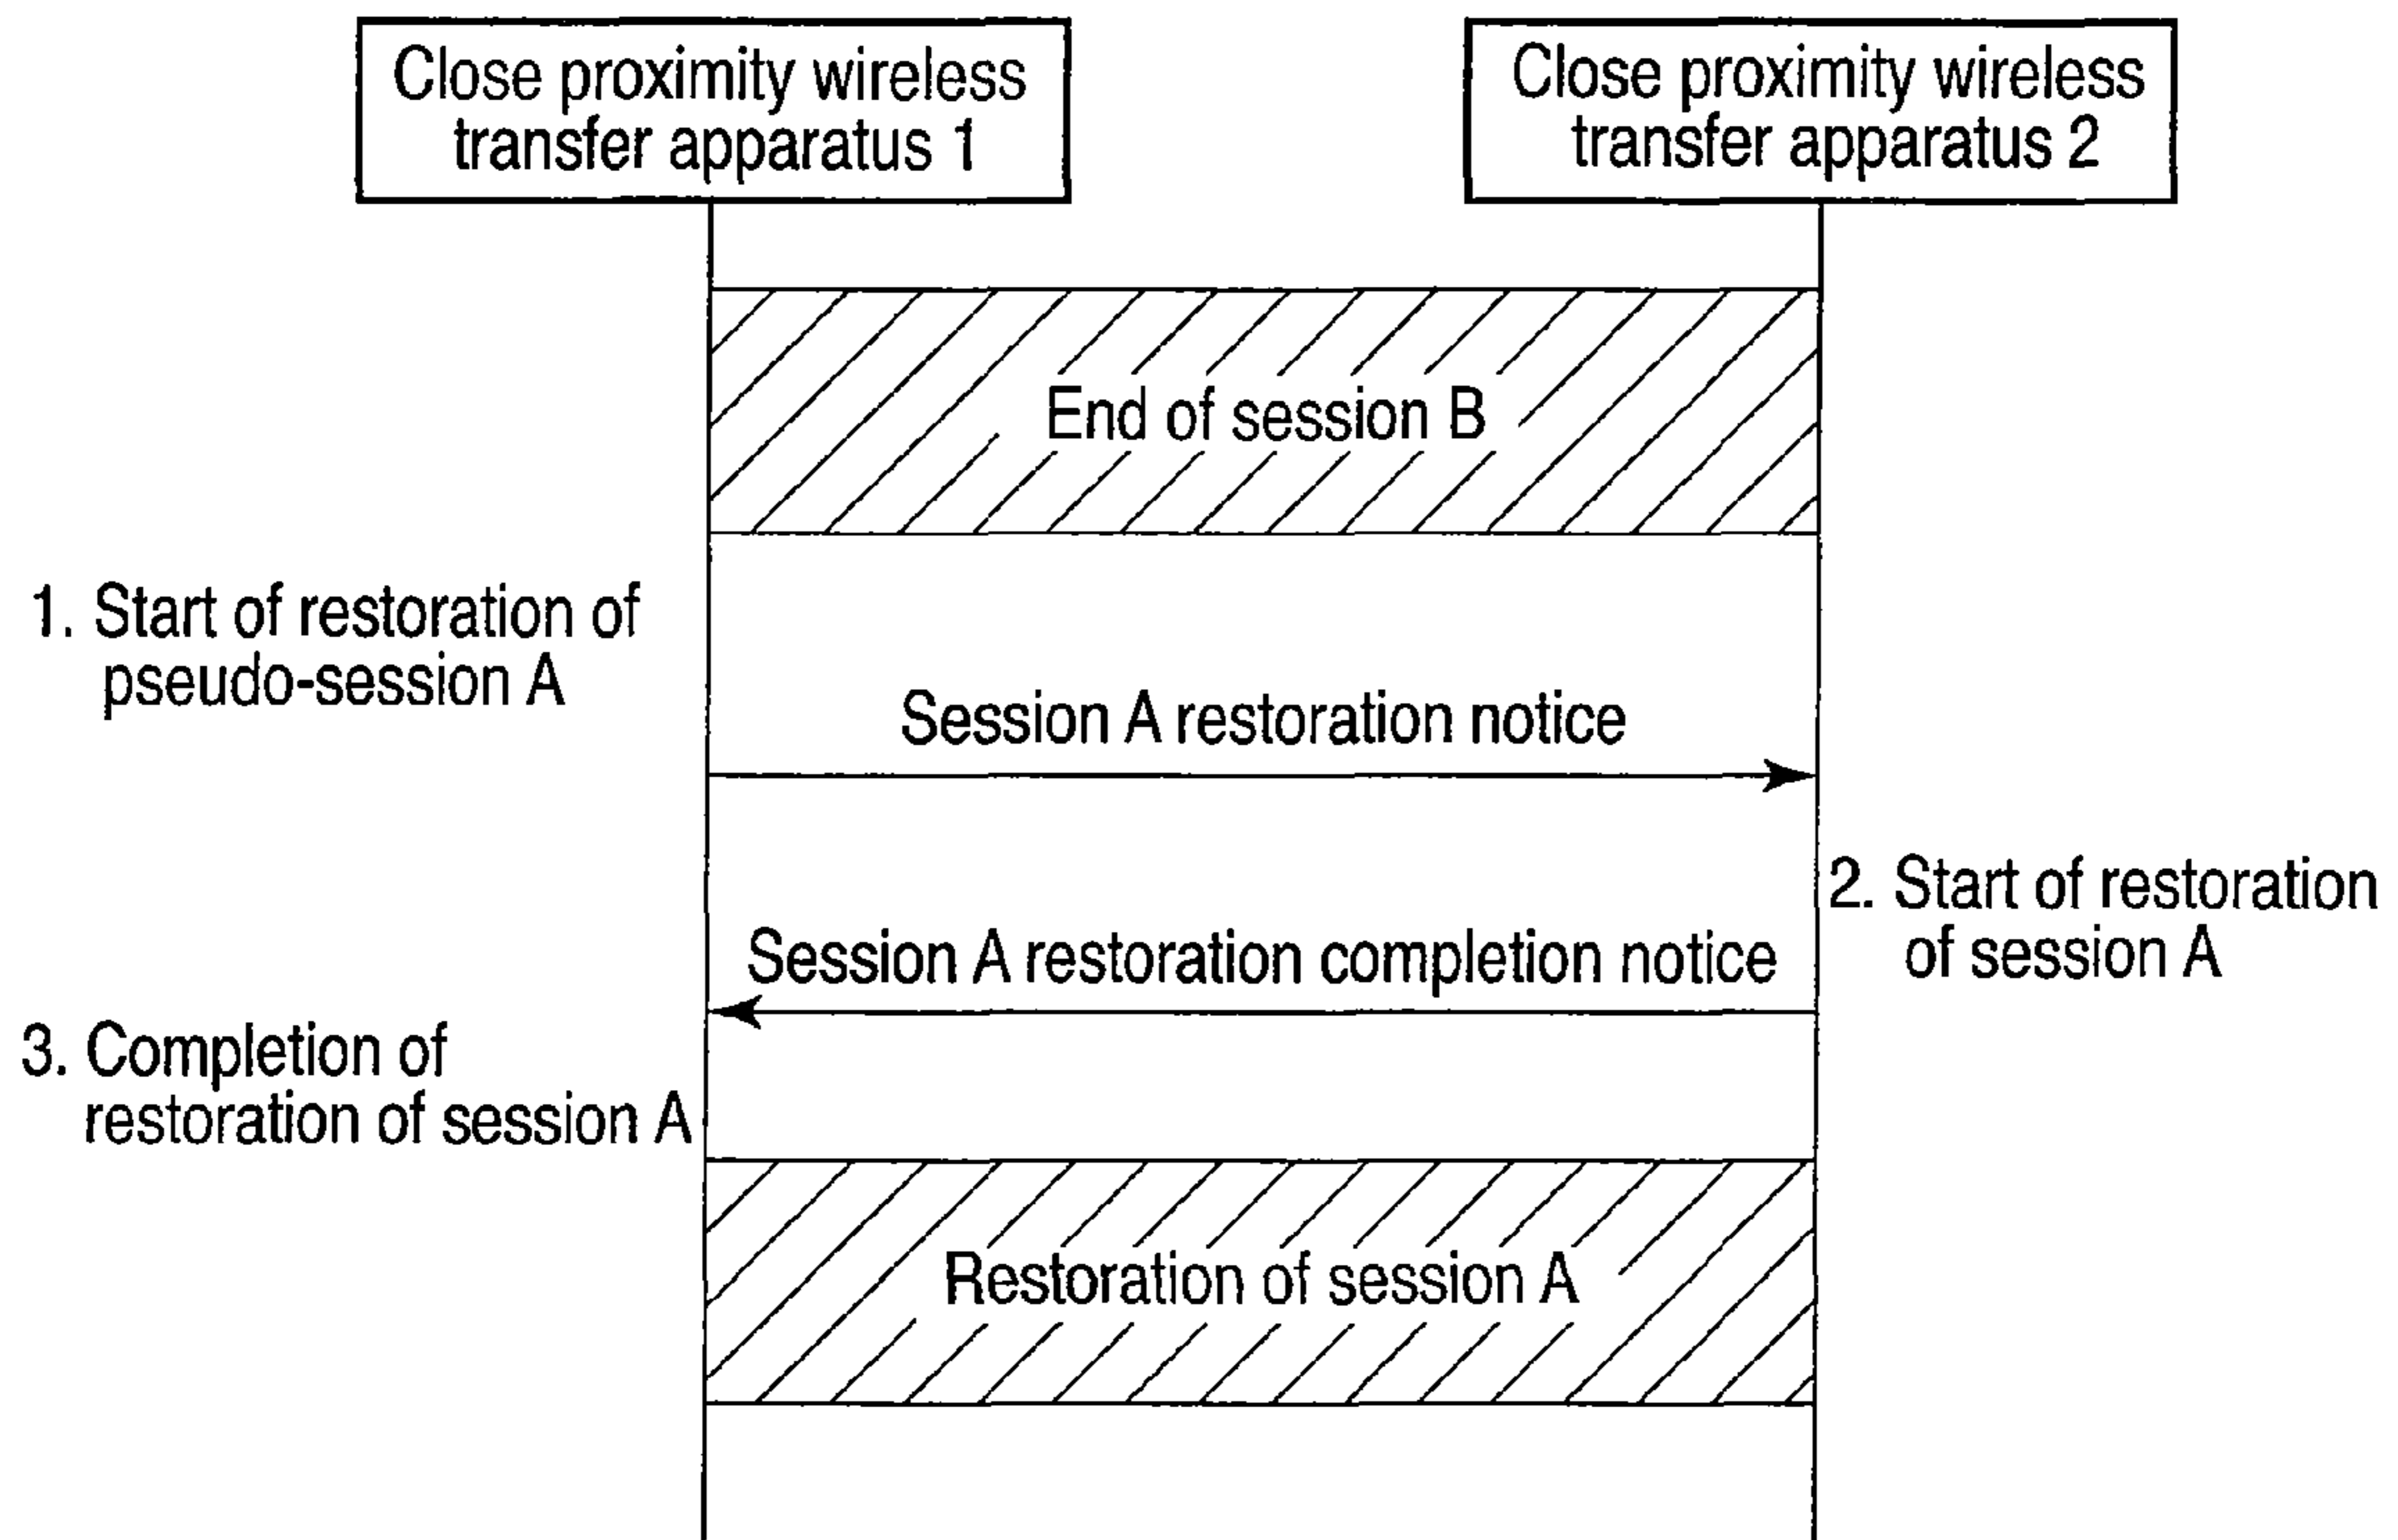 Close proximity wireless
transfer apparatus 1
Close proximity wireless
transfer apparatus 2
End of session B
1. Start of restoration of
pseudo-session A
Session A restoration notice
2. Start of restoration
of session A
Session A restoration completion notice
3. Completion of
restoration of session A
Restoration of session A